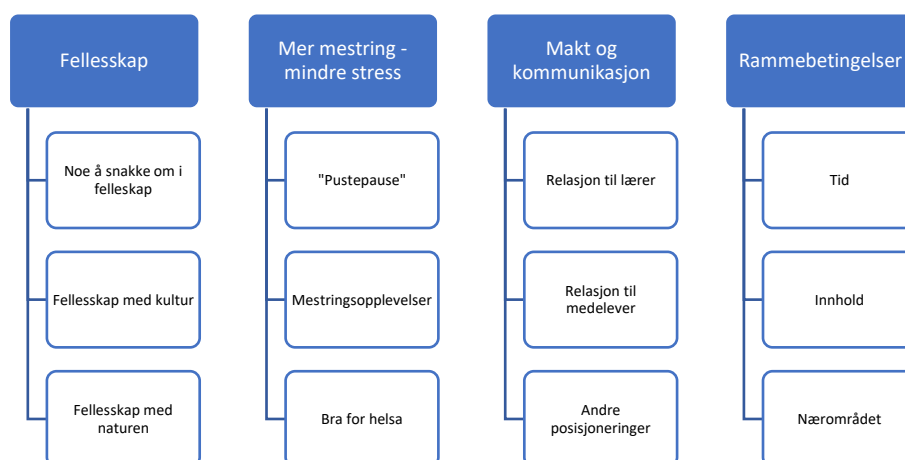 Fellesskap
Noe å snakke om i
felleskap
Fellesskap med kultur
Fellesskap med
naturen
Mer mestring -
mindre stress
"Pustepause"
Mestringsopplevelser
Bra for helsa
Makt og
kommunikasjon
Relasjon til lærer
Relasjon til
medelever
Andre
posisjoneringer
Rammebetingelser
Tid
Innhold
Nærområdet